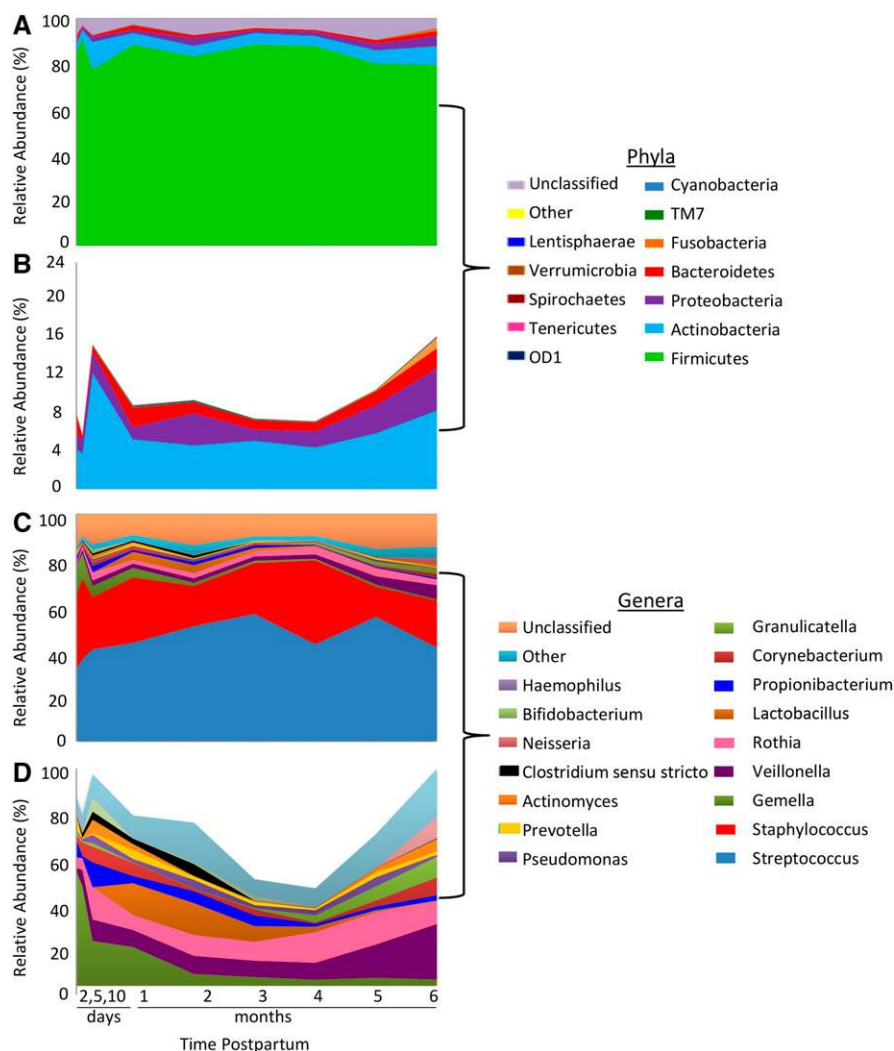 A
Relative Abundance (%)
100
80
60
40
20
0
B
Relative Abundance (%)
24
20
16
12
8
4
0
Phyla
Unclassified
Other
Lentisphaerae
Verrumicrobia
Spirochaetes
Tenericutes
OD1
Cyanobacteria
TM7
Fusobacteria
Bacteroidetes
Proteobacteria
Actinobacteria
Firmicutes
C
Relative Abundance (%)
100
80
60
40
20
0
D
Relative Abundance (%)
100
80
60
40
20
0
Genera
Unclassified
Other
Haemophilus
Bifidobacterium
Neisseria
Clostridium sensu stricto
Actinomyces
Prevotella
Pseudomonas
Granulicatella
Corynebacterium
Propionibacterium
Lactobacillus
Rothia
Veillonella
Gemella
Staphylococcus
Streptococcus
2,5,10 1 2 3 4 5 6
days months
Time Postpartum